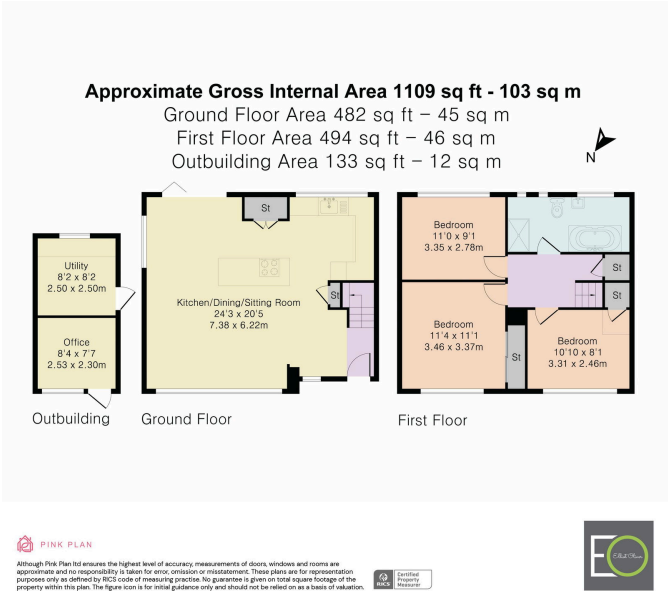 Approximate Gross Internal Area 1109 sq ft - 103 sq m
Ground Floor Area 482 sq ft – 45 sq m
First Floor Area 494 sq ft – 46 sq m
Outbuilding Area 133 sq ft – 12 sq m
N
Utility
8'2 x 8'2
2.50 x 2.50m
Office
8'4 x 7'7
2.53 x 2.30m
Outbuilding
St
Kitchen/Dining/Sitting Room
24'3 x 20'5
7.38 x 6.22m
St
Ground Floor
Bedroom
11'0 x 9'1
3.35 x 2.78m
St
St
Bedroom
11'4 x 11'1
3.46 x 3.37m
St
Bedroom
10'10 x 8'1
3.31 x 2.46m
First Floor
PINK PLAN
Although Pink Plan ltd ensures the highest level of accuracy, measurements of doors, windows and rooms are
approximate and no responsibility is taken for error, omission or misstatement. These plans are for representation
purposes only as defined by RICS code of measuring practise. No guarantee is given on total square footage of the
property within this plan. The figure icon is for initial guidance only and should not be relied on as a basis of valuation.
RICS
Certified
Property
Measurer
EO